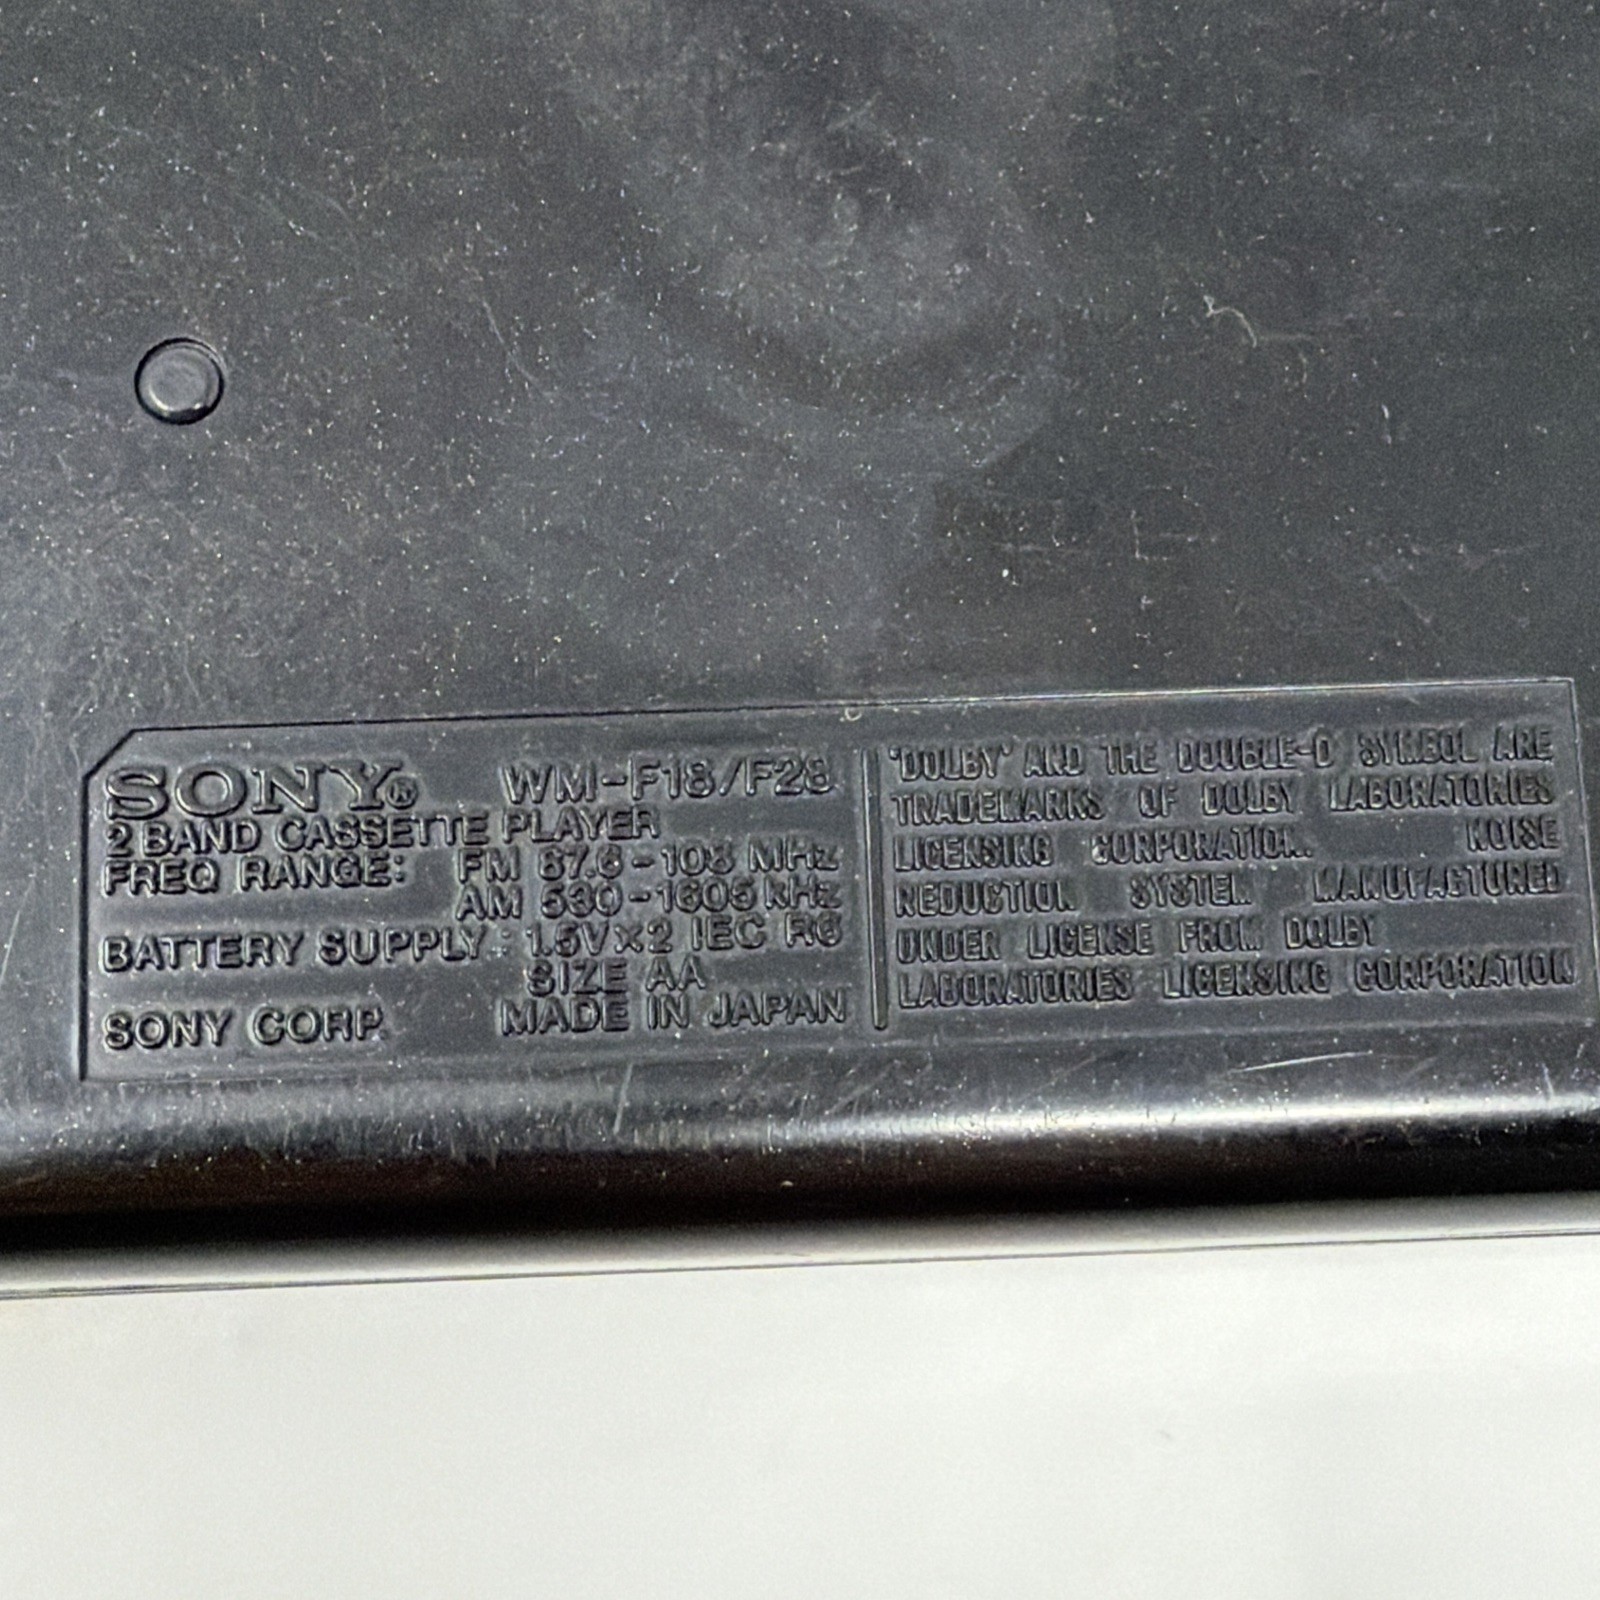 SONY® WM-F18/F28
2 BAND CASSETTE PLAYER
FREQ RANGE: FM 87.6-108 MHz
AM 530-1605 kHz
BATTERY SUPPLY: 1.5V×2 IEC R6
SIZE AA
SONY CORP. MADE IN JAPAN
'DOLBY' AND THE DOUBLE-D SYMBOL ARE
TRADEMARKS OF DOLBY LABORATORIES
LICENSING CORPORATION. NOISE
REDUCTION SYSTEM MANUFACTURED
UNDER LICENSE FROM DOLBY
LABORATORIES LICENSING CORPORATION